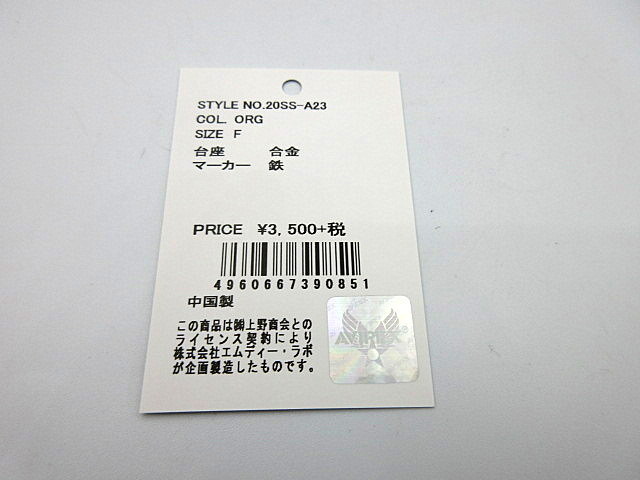 STYLE NO.20SS-A23
COL. ORG
SIZE F
台座 合金
マーカー 鉄
PRICE ¥3,500+税
4960667390851
中国製
この商品は㈱上野商会との
ライセンス契約により
株式会社エムディー・ラボ
が企画製造したものです。
AVIREX®